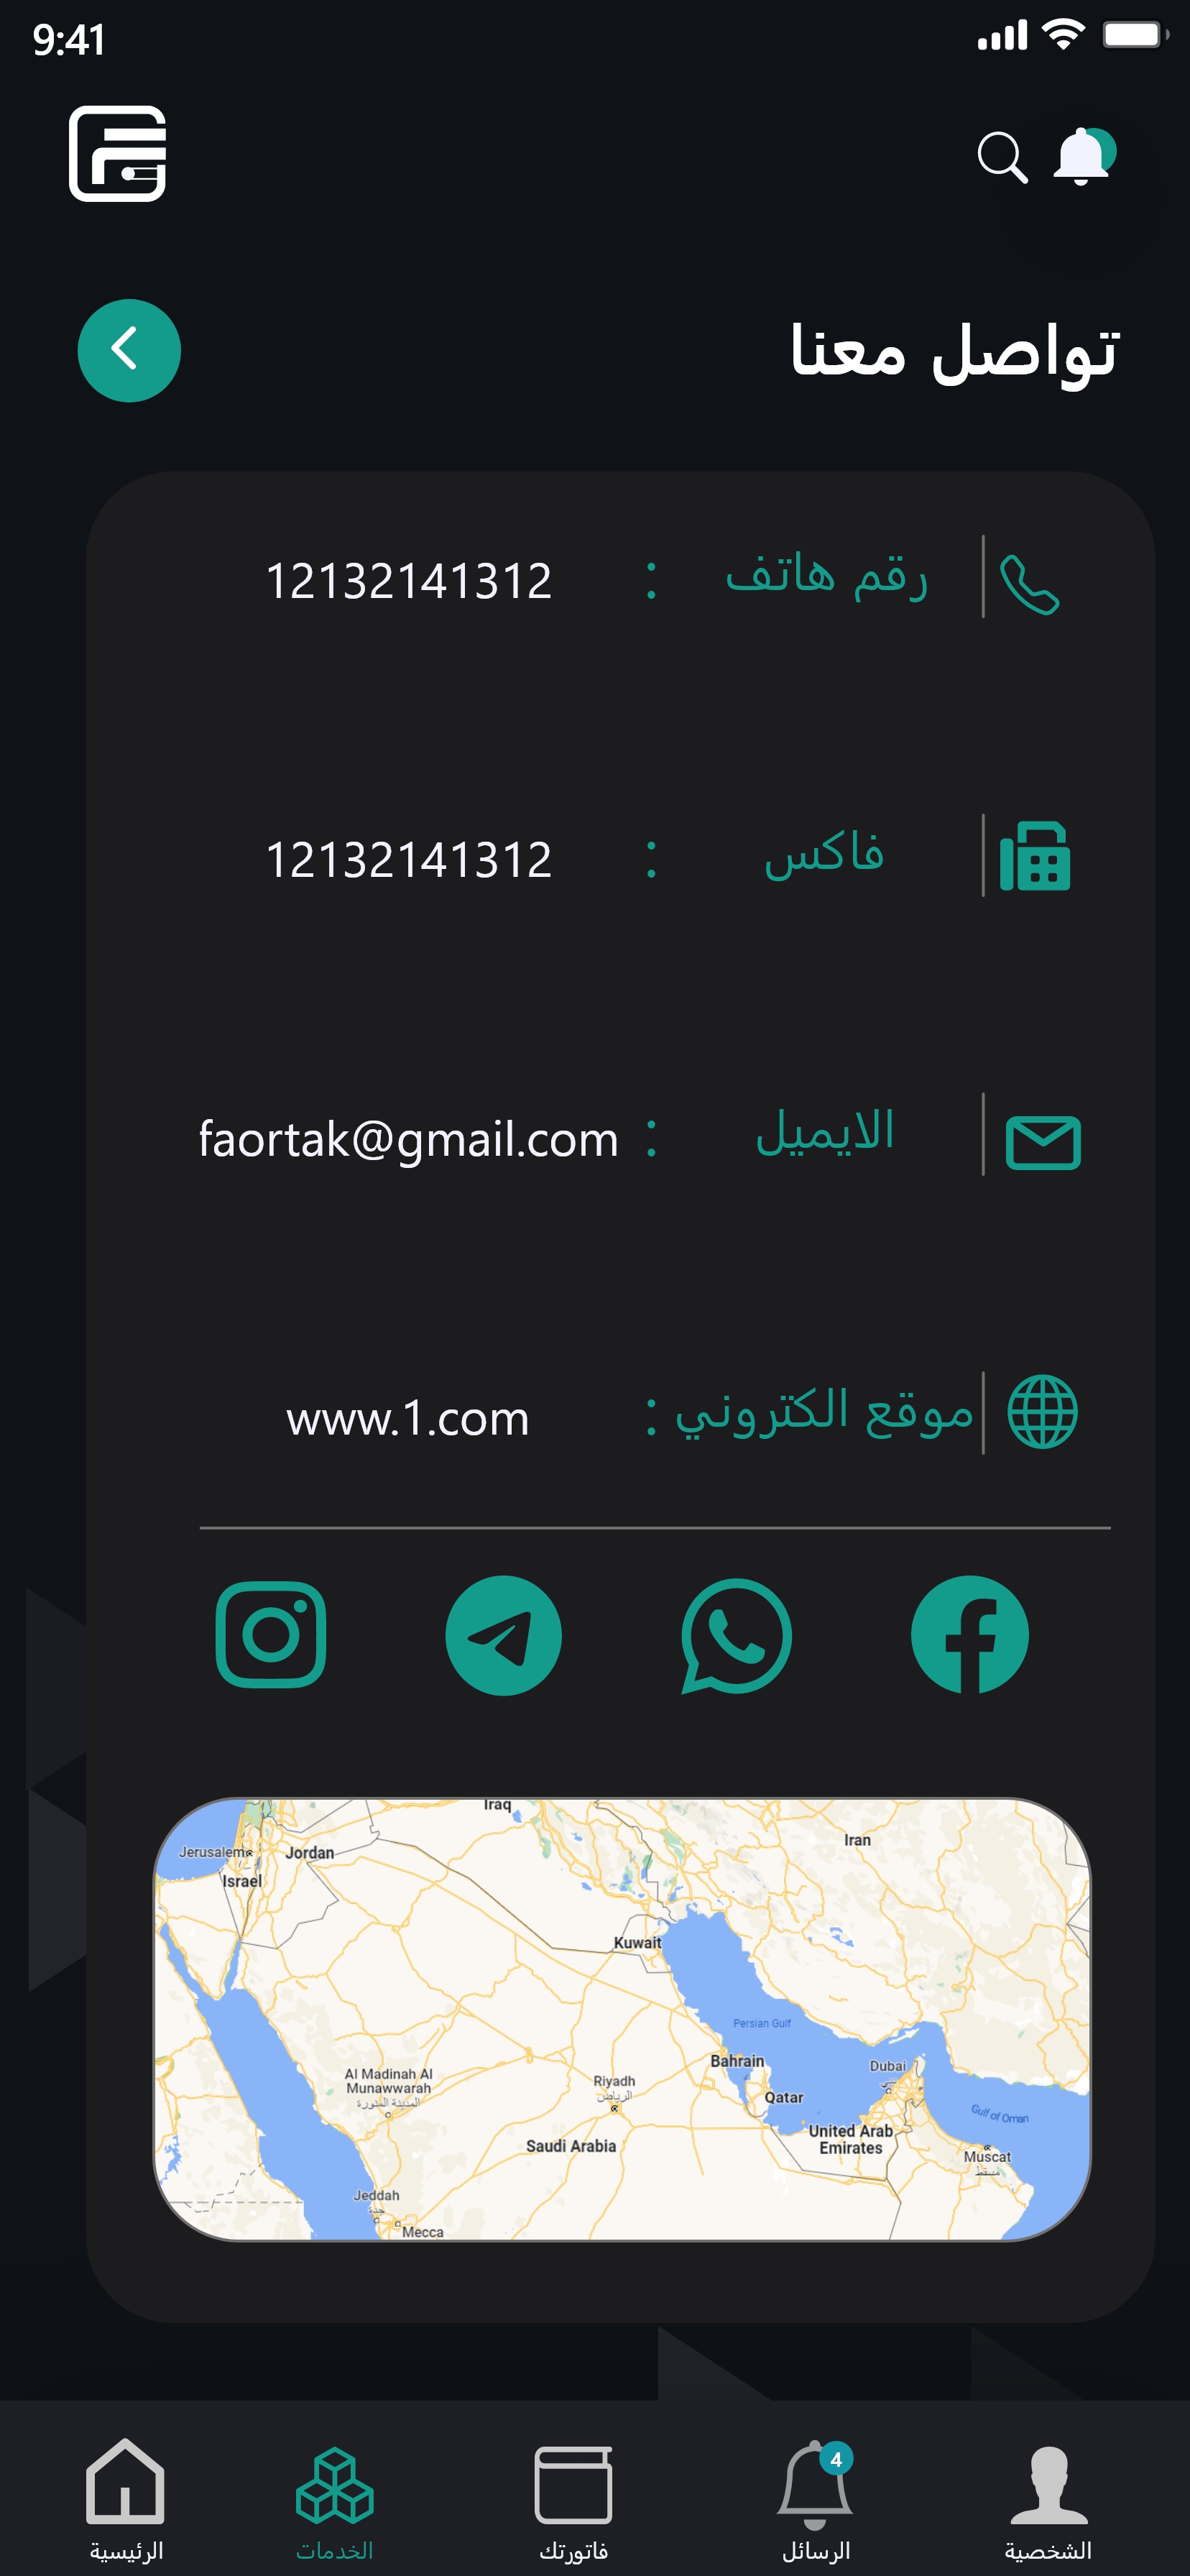 9:41
تواصل معنا
رقم هاتف : 12132141312
فاكس : 12132141312
الايميل : faortak@gmail.com
موقع الكتروني : www.1.com
Iraq
Iran
Jerusalem
Jordan
Israel
Kuwait
Persian Gulf
Bahrain
Dubai
Al Madinah Al
Munawwarah
المدينة المنورة
Riyadh
الرياض
Qatar
Gulf of Oman
United Arab
Emirates
Saudi Arabia
Muscat
مسقط
Jeddah
جدة
Mecca
4
الشخصية
الرسائل
فاتورتك
الخدمات
الرئيسية